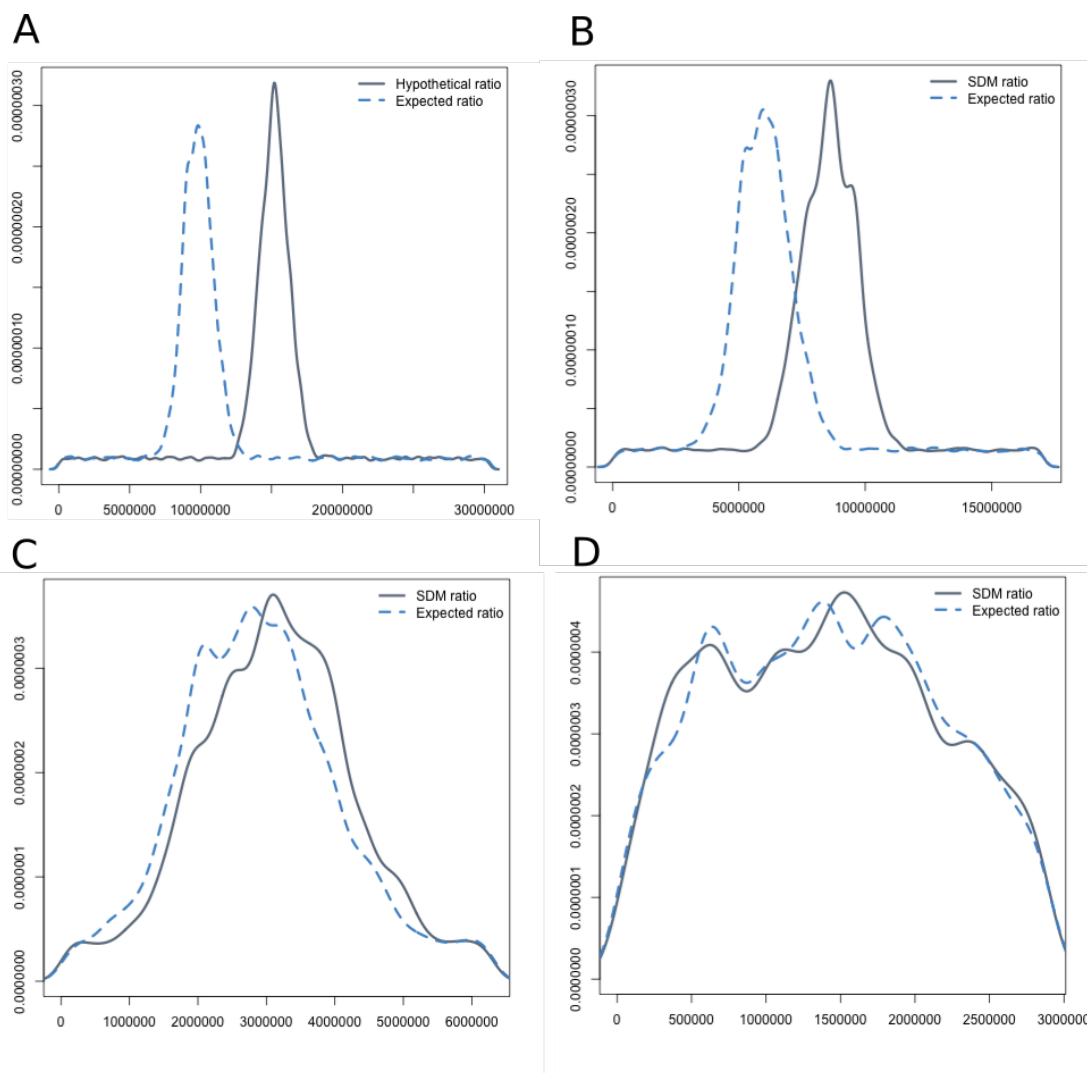 A
Hypothetical ratio
Expected ratio
0.00000030
0.00000020
0.00000010
0.00000000
0 5000000 10000000 20000000 30000000
B
SDM ratio
Expected ratio
0.00000030
0.00000020
0.00000010
0.00000000
0 5000000 10000000 15000000
C
SDM ratio
Expected ratio
0.0000003
0.0000002
0.0000001
0.0000000
0 1000000 2000000 3000000 4000000 5000000 6000000
D
SDM ratio
Expected ratio
0.0000004
0.0000003
0.0000002
0.0000001
0.0000000
0 500000 1000000 1500000 2000000 2500000 3000000